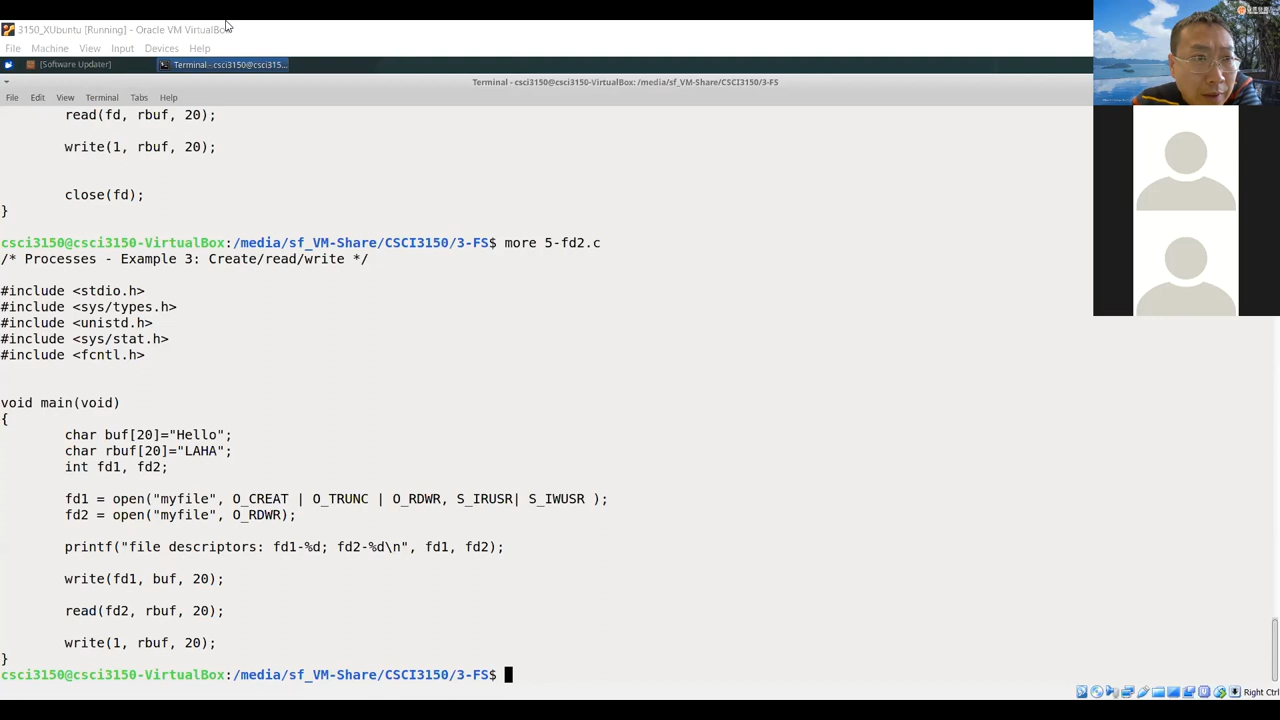 3150_XUbuntu [Running] - Oracle VM VirtualBox
File Machine View Input Devices Help
[Software Updater] Terminal - csci3150@csci315...
Terminal - csci3150@csci3150-VirtualBox: /media/sf_VM-Share/CSCI3150/3-FS
File Edit View Terminal Tabs Help
read(fd, rbuf, 20);
write(1, rbuf, 20);
close(fd);
}
csci3150@csci3150-VirtualBox:/media/sf_VM-Share/CSCI3150/3-FS$ more 5-fd2.c
/* Processes - Example 3: Create/read/write */
#include <stdio.h>
#include <sys/types.h>
#include <unistd.h>
#include <sys/stat.h>
#include <fcntl.h>
void main(void)
{
char buf[20]="Hello";
char rbuf[20]="LAHA";
int fd1, fd2;
fd1 = open("myfile", O_CREAT | O_TRUNC | O_RDWR, S_IRUSR| S_IWUSR );
fd2 = open("myfile", O_RDWR);
printf("file descriptors: fd1-%d; fd2-%d\n", fd1, fd2);
write(fd1, buf, 20);
read(fd2, rbuf, 20);
write(1, rbuf, 20);
}
csci3150@csci3150-VirtualBox:/media/sf_VM-Share/CSCI3150/3-FS$
Right Ctrl